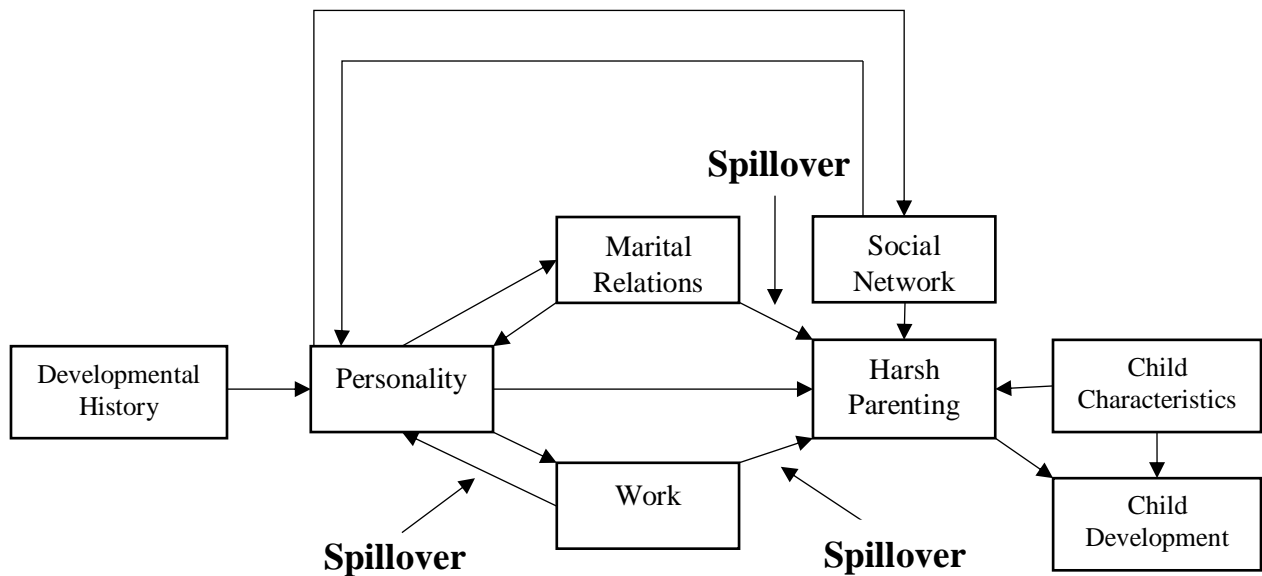 Spillover
Marital
Relations
Social
Network
Developmental
History
Personality
Harsh
Parenting
Child
Characteristics
Work
Child
Development
Spillover
Spillover